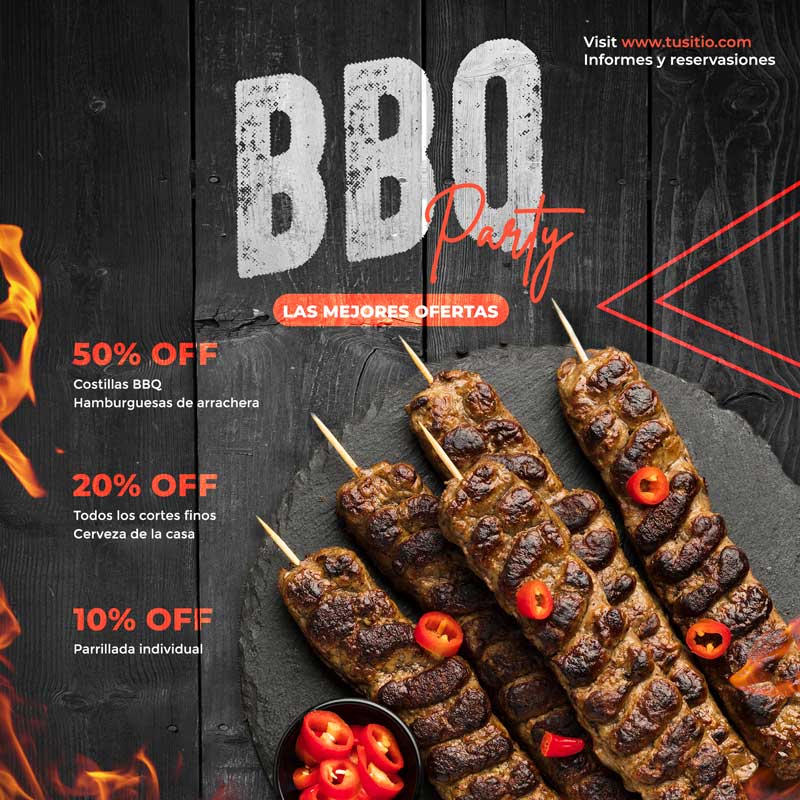 Visit www.tusitio.com
Informes y reservasiones
BBQ
Party
LAS MEJORES OFERTAS
50% OFF
Costillas BBQ
Hamburguesas de arrachera
20% OFF
Todos los cortes finos
Cerveza de la casa
10% OFF
Parrillada individual